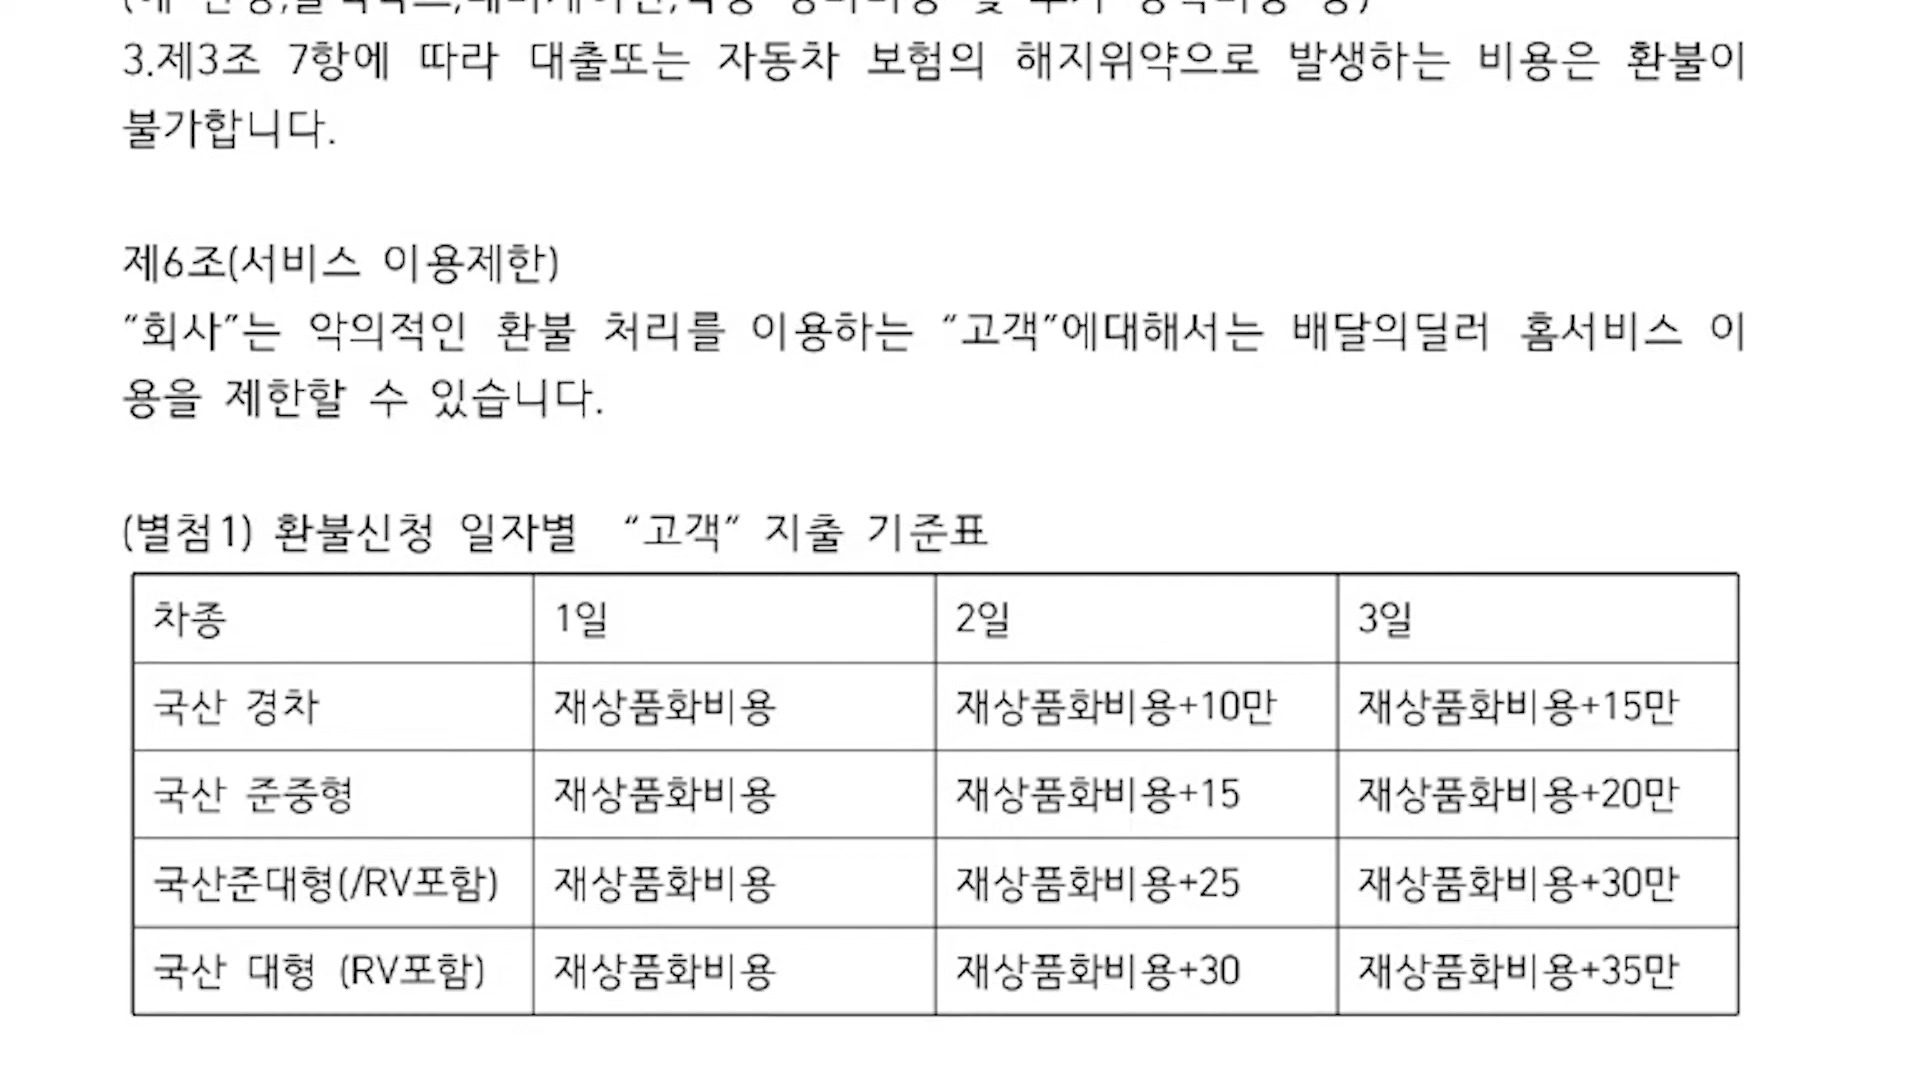 3.제3조 7항에 따라 대출또는 자동차 보험의 해지위약으로 발생하는 비용은 환불이
불가합니다.
제6조(서비스 이용제한)
“회사”는 악의적인 환불 처리를 이용하는 “고객”에대해서는 배달의딜러 홈서비스 이
용을 제한할 수 있습니다.
(별첨1) 환불신청 일자별 “고객” 지출 기준표
차종 1일 2일 3일
국산 경차 재상품화비용 재상품화비용+10만 재상품화비용+15만
국산 준중형 재상품화비용 재상품화비용+15 재상품화비용+20만
국산준대형(/RV포함) 재상품화비용 재상품화비용+25 재상품화비용+30만
국산 대형 (RV포함) 재상품화비용 재상품화비용+30 재상품화비용+35만